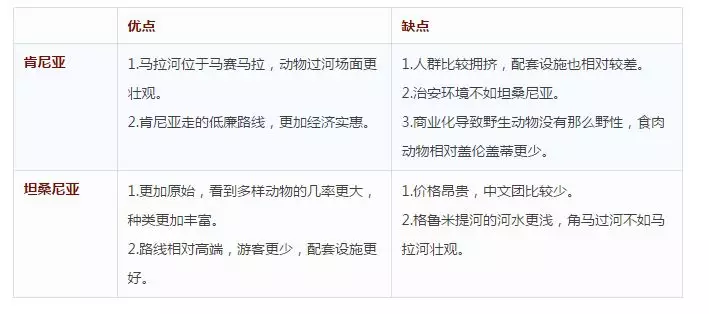 优点
缺点
肯尼亚
1.马拉河位于马赛马拉，动物过河场面更
壮观。
2.肯尼亚走的低廉路线，更加经济实惠。
1.人群比较拥挤，配套设施也相对较差。
2.治安环境不如坦桑尼亚。
3.商业化导致野生动物没有那么野性，食肉
动物相对盖伦盖蒂更少。
坦桑尼亚
1.更加原始，看到多样动物的几率更大，
种类更加丰富。
2.路线相对高端，游客更少，配套设施更
好。
1.价格昂贵，中文团比较少。
2.格鲁米提河的河水更浅，角马过河不如马
拉河壮观。